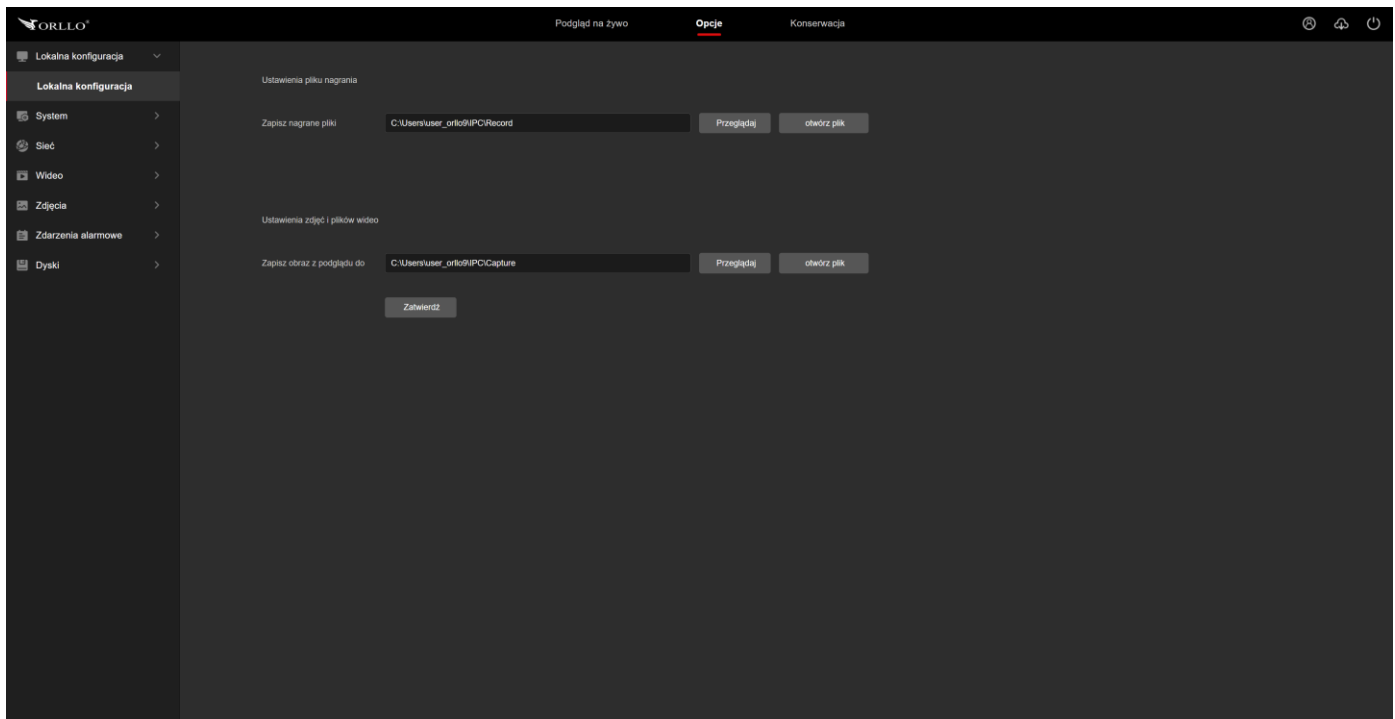 ORLLO®
Podgląd na żywo
Opcje
Konserwacja
Lokalna konfiguracja
Lokalna konfiguracja
System
Sieć
Wideo
Zdjęcia
Zdarzenia alarmowe
Dyski
Ustawienia pliku nagrania
Zapisz nagrane pliki C:\Users\user_orllo9\IPC\Record Przeglądaj otwórz plik
Ustawienia zdjęć i plików wideo
Zapisz obraz z podglądu do C:\Users\user_orllo9\IPC\Capture Przeglądaj otwórz plik
Zatwierdź